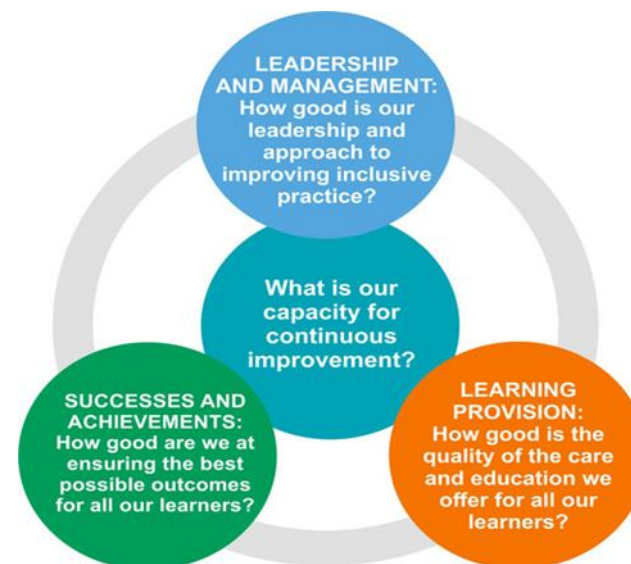 LEADERSHIP
AND MANAGEMENT:
How good is our
leadership and
approach to
improving inclusive
practice?
What is our
capacity for
continuous
improvement?
SUCCESSES AND
ACHIEVEMENTS:
How good are we at
ensuring the best
possible outcomes
for all our learners?
LEARNING
PROVISION:
How good is the
quality of the care
and education we
offer for all our
learners?